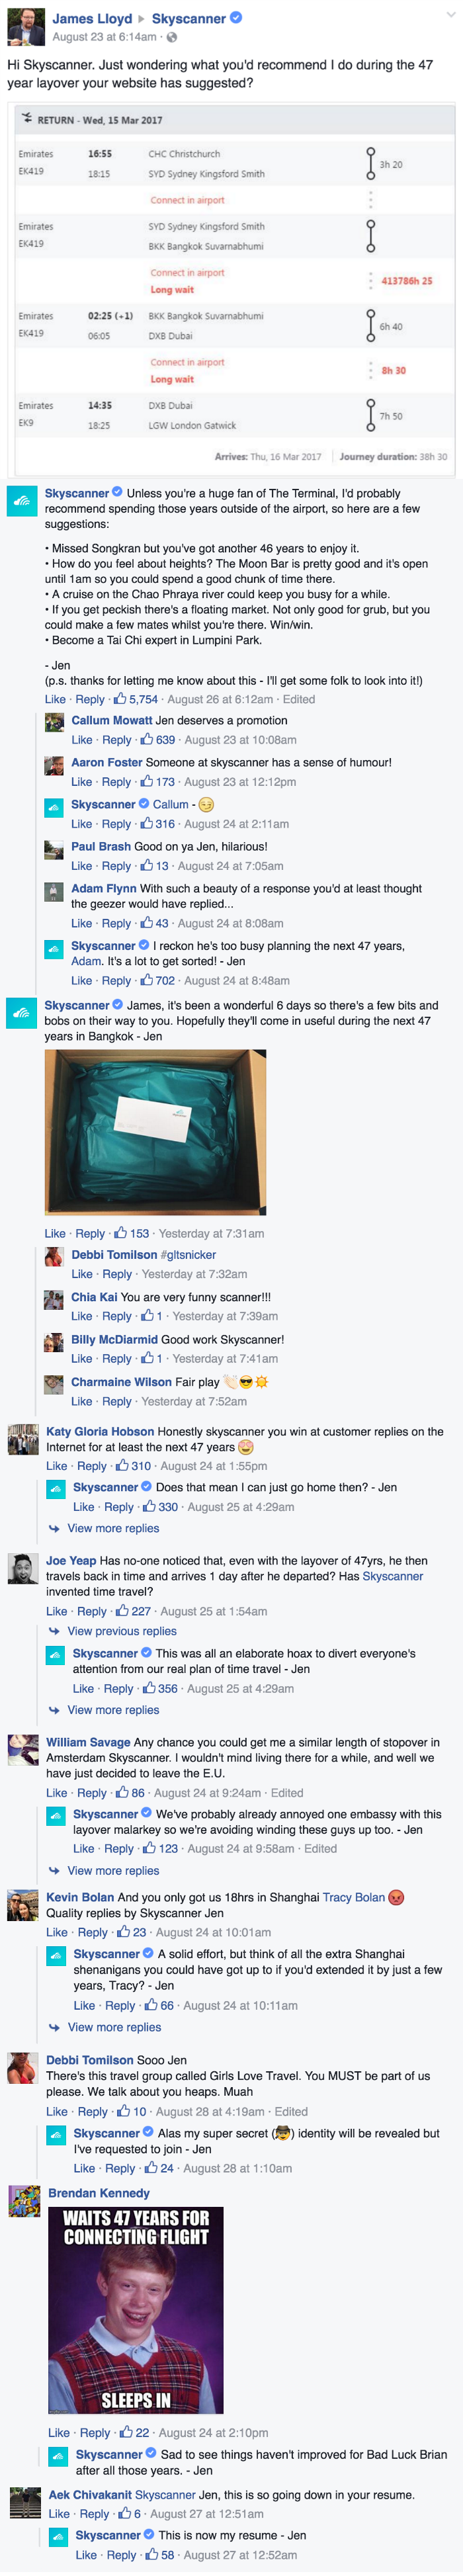 James Lloyd ▸ Skyscanner
August 23 at 6:14am ·
Hi Skyscanner. Just wondering what you'd recommend I do during the 47
year layover your website has suggested?
RETURN - Wed, 15 Mar 2017
Emirates 16:55 CHC Christchurch
EK419 18:15 SYD Sydney Kingsford Smith 3h 20
Connect in airport
Emirates SYD Sydney Kingsford Smith
EK419 BKK Bangkok Suvarnabhumi
Connect in airport
Long wait 413786h 25
Emirates 02:25 (+1) BKK Bangkok Suvarnabhumi
EK419 06:05 DXB Dubai 6h 40
Connect in airport
Long wait 8h 30
Emirates 14:35 DXB Dubai
EK9 18:25 LGW London Gatwick 7h 50
Arrives: Thu, 16 Mar 2017 Journey duration: 38h 30
Skyscanner Unless you're a huge fan of The Terminal, I'd probably
recommend spending those years outside of the airport, so here are a few
suggestions:
• Missed Songkran but you've got another 46 years to enjoy it.
• How do you feel about heights? The Moon Bar is pretty good and it's open
until 1am so you could spend a good chunk of time there.
• A cruise on the Chao Phraya river could keep you busy for a while.
• If you get peckish there's a floating market. Not only good for grub, but you
could make a few mates whilst you're there. Win/win.
• Become a Tai Chi expert in Lumpini Park.
- Jen
(p.s. thanks for letting me know about this - I'll get some folk to look into it!)
Like · Reply · 5,754 · August 26 at 6:12am · Edited
Callum Mowatt Jen deserves a promotion
Like · Reply · 639 · August 23 at 10:08am
Aaron Foster Someone at skyscanner has a sense of humour!
Like · Reply · 173 · August 23 at 12:12pm
Skyscanner Callum - 😏
Like · Reply · 316 · August 24 at 2:11am
Paul Brash Good on ya Jen, hilarious!
Like · Reply · 13 · August 24 at 7:05am
Adam Flynn With such a beauty of a response you'd at least thought
the geezer would have replied...
Like · Reply · 43 · August 24 at 8:08am
Skyscanner I reckon he's too busy planning the next 47 years,
Adam. It's a lot to get sorted! - Jen
Like · Reply · 702 · August 24 at 8:48am
Skyscanner James, it's been a wonderful 6 days so there's a few bits and
bobs on their way to you. Hopefully they'll come in useful during the next 47
years in Bangkok - Jen
Like · Reply · 153 · Yesterday at 7:31am
Debbi Tomilson #gltsnicker
Like · Reply · Yesterday at 7:32am
Chia Kai You are very funny scanner!!!
Like · Reply · 1 · Yesterday at 7:39am
Billy McDiarmid Good work Skyscanner!
Like · Reply · 1 · Yesterday at 7:41am
Charmaine Wilson Fair play 👏😎☀
Like · Reply · Yesterday at 7:52am
Katy Gloria Hobson Honestly skyscanner you win at customer replies on the
Internet for at least the next 47 years 😍
Like · Reply · 310 · August 24 at 1:55pm
Skyscanner Does that mean I can just go home then? - Jen
Like · Reply · 330 · August 25 at 4:29am
View more replies
Joe Yeap Has no-one noticed that, even with the layover of 47yrs, he then
travels back in time and arrives 1 day after he departed? Has Skyscanner
invented time travel?
Like · Reply · 227 · August 25 at 1:54am
View previous replies
Skyscanner This was all an elaborate hoax to divert everyone's
attention from our real plan of time travel - Jen
Like · Reply · 356 · August 25 at 4:29am
View more replies
William Savage Any chance you could get me a similar length of stopover in
Amsterdam Skyscanner. I wouldn't mind living there for a while, and well we
have just decided to leave the E.U.
Like · Reply · 86 · August 24 at 9:24am · Edited
Skyscanner We've probably already annoyed one embassy with this
layover malarkey so we're avoiding winding these guys up too. - Jen
Like · Reply · 123 · August 24 at 9:58am · Edited
View more replies
Kevin Bolan And you only got us 18hrs in Shanghai Tracy Bolan 😡
Quality replies by Skyscanner Jen
Like · Reply · 23 · August 24 at 10:01am
Skyscanner A solid effort, but think of all the extra Shanghai
shenanigans you could have got up to if you'd extended it by just a few
years, Tracy? - Jen
Like · Reply · 66 · August 24 at 10:11am
View more replies
Debbi Tomilson Sooo Jen
There's this travel group called Girls Love Travel. You MUST be part of us
please. We talk about you heaps. Muah
Like · Reply · 10 · August 28 at 4:19am · Edited
Skyscanner Alas my super secret (🤠) identity will be revealed but
I've requested to join - Jen
Like · Reply · 24 · August 28 at 1:10am
Brendan Kennedy
WAITS 47 YEARS FOR
CONNECTING FLIGHT
SLEEPS IN
Like · Reply · 22 · August 24 at 2:10pm
Skyscanner Sad to see things haven't improved for Bad Luck Brian
after all those years. - Jen
Aek Chivakanit Skyscanner Jen, this is so going down in your resume.
Like · Reply · 6 · August 27 at 12:51am
Skyscanner This is now my resume - Jen
Like · Reply · 58 · August 27 at 12:52am